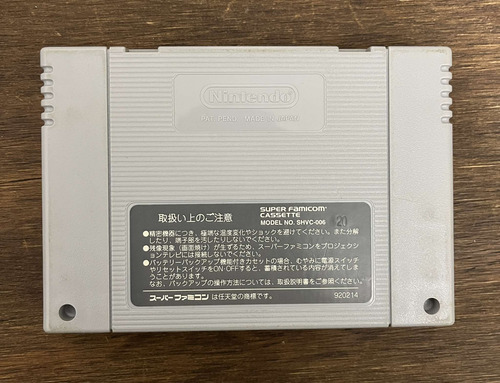 Nintendo
PAT. PEND. MADE IN JAPAN
取扱い上のご注意
SUPER FAMICOM
CASSETTE
MODEL NO. SHVC-006
20
●精密機器につき、極端な温度変化やショックを避けてください。また分解
したり、端子部を汚したりしないでください。
●残像現象(画面焼け)が生ずるため、スーパーファミコンをプロジェクシ
ョンテレビには接続しないでください。
●バッテリーバックアップ機能付きカセットの場合、むやみに電源スイッチ
やリセットスイッチをON・OFFすると、蓄積されている内容が消えてしま
うことがあります。
なお、バックアップの操作方法については、取扱説明書をご参照ください。
スーパーファミコン は任天堂の商標です。
920214